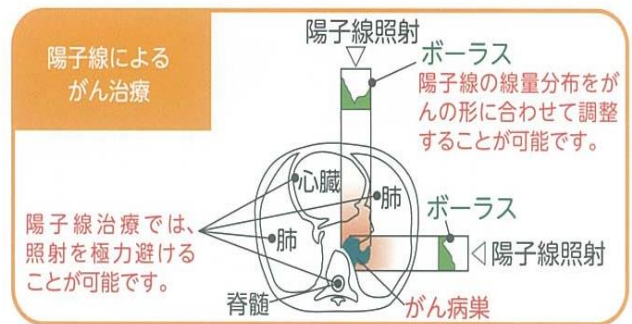 陽子線による
がん治療
陽子線照射
ボーラス
陽子線の線量分布をが
んの形に合わせて調整
することが可能です。
心臓
肺
ボーラス
陽子線治療では、
照射を極力避ける
ことが可能です。
肺
陽子線照射
脊髄
がん病巣